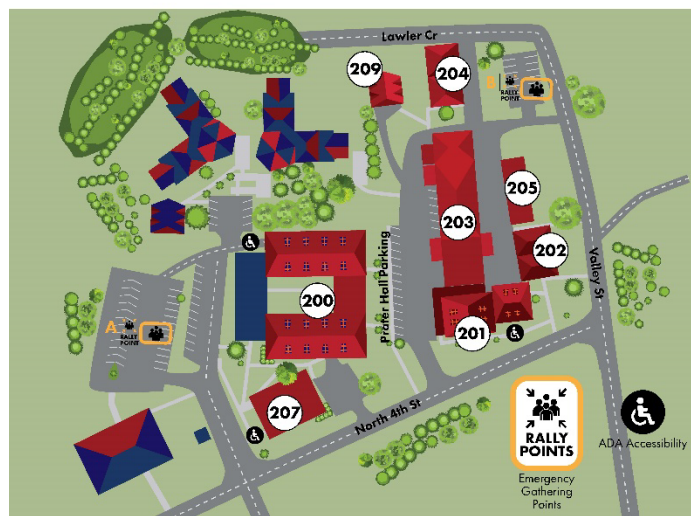 Lawler Cr
209
204
B
RALLY
POINT
205
203
202
Valley St
Prater Hall Parking
200
201
A
RALLY
POINT
207
North 4th St
RALLY
POINTS
Emergency
Gathering
Points
ADA Accessibility